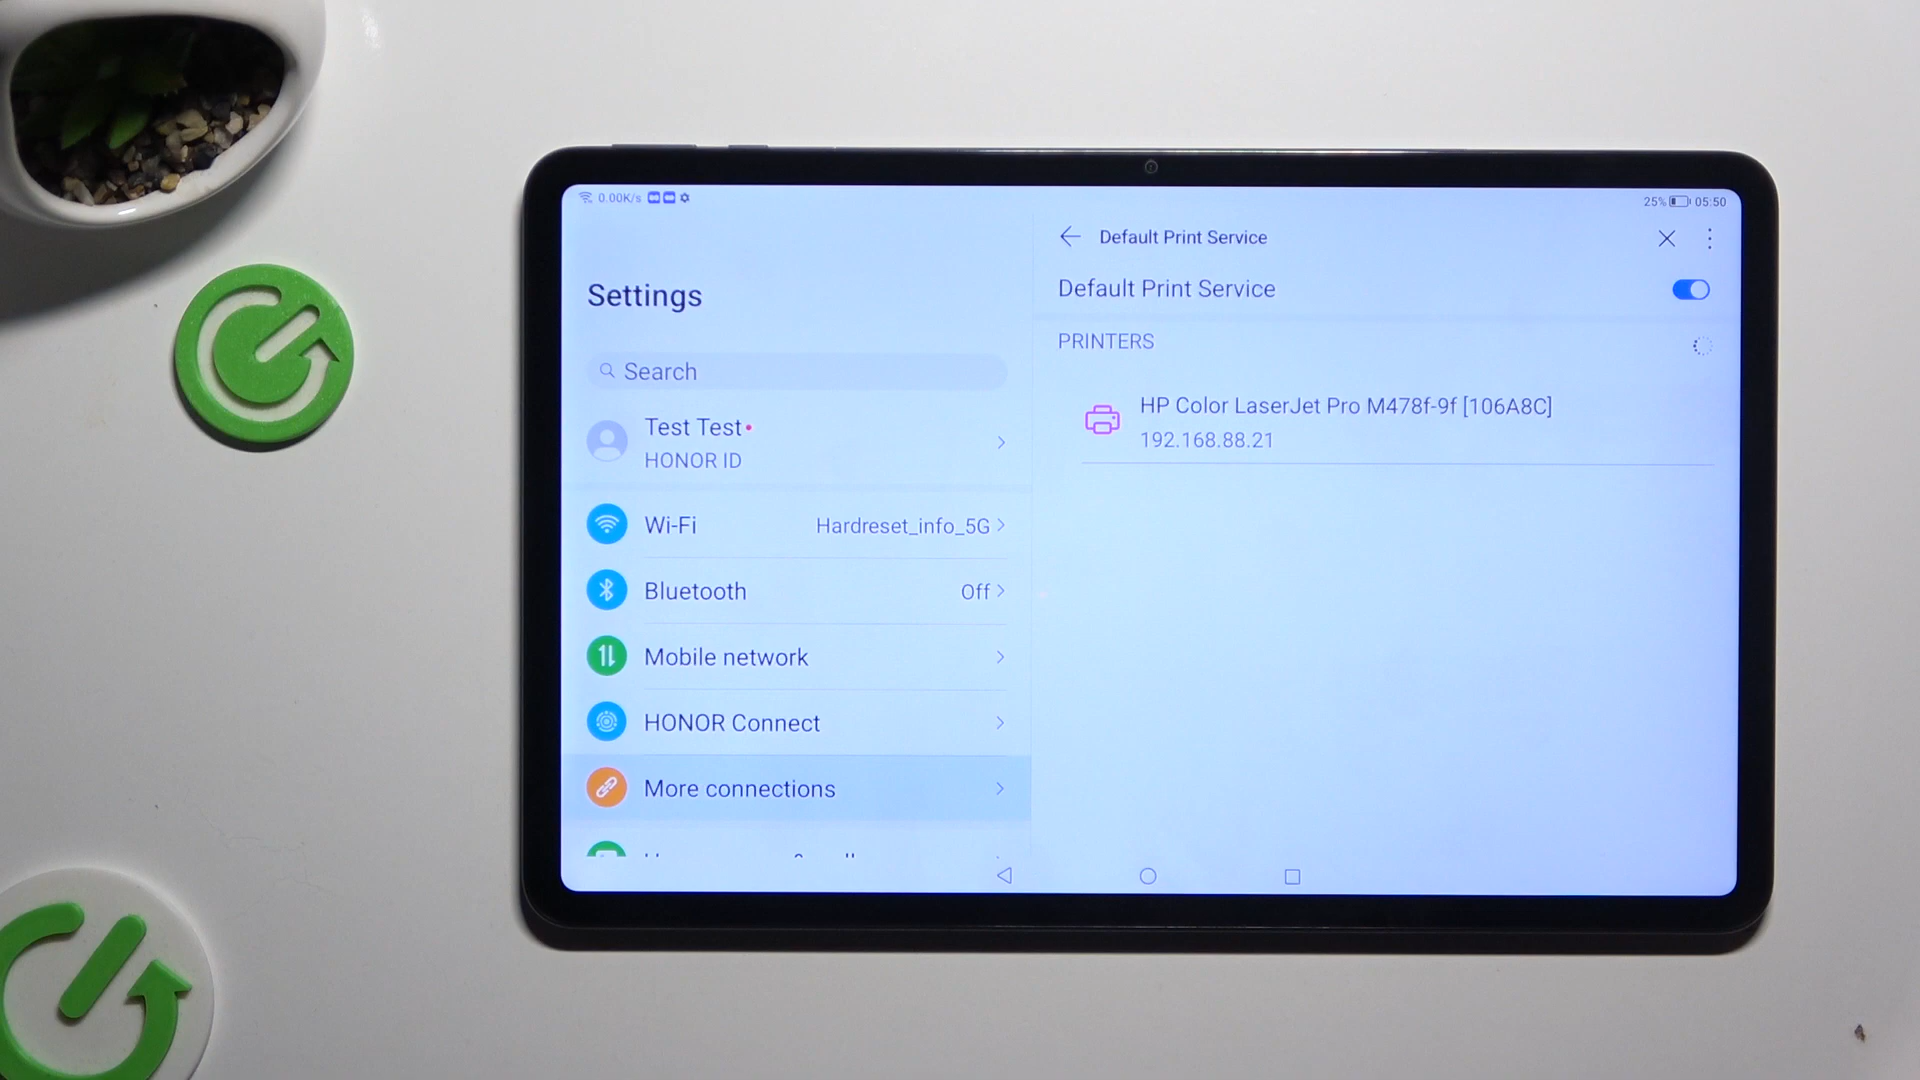 0.00K/s
25% 05:50
Settings
Search
Test Test
HONOR ID
Wi-Fi Hardreset_info_5G
Bluetooth Off
Mobile network
HONOR Connect
More connections
Default Print Service
Default Print Service
PRINTERS
HP Color LaserJet Pro M478f-9f [106A8C]
192.168.88.21